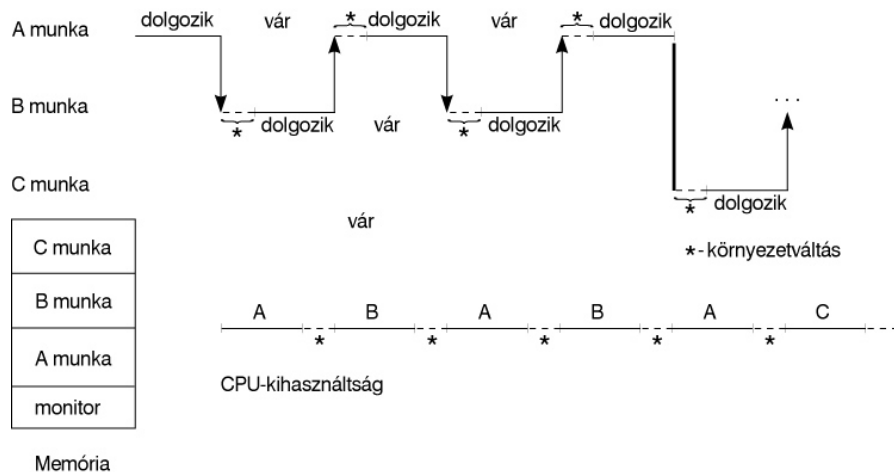 A munka
dolgozik
vár
*
dolgozik
vár
*
dolgozik
B munka
*
dolgozik
vár
*
dolgozik
...
C munka
*
dolgozik
vár
*-környezetváltás
C munka
B munka
A munka
monitor
Memória
A
B
A
B
A
C
*
*
*
*
*
CPU-kihasználtság